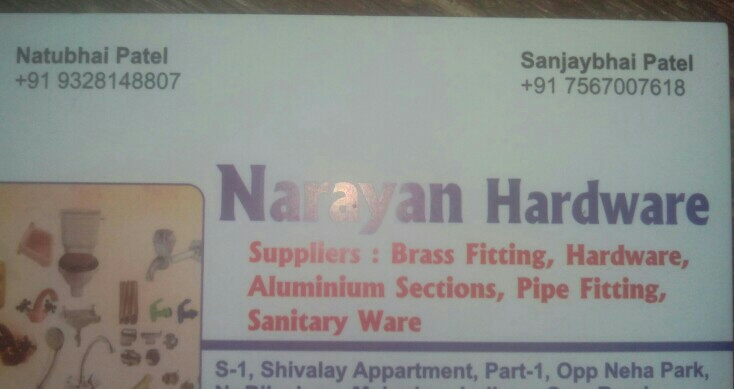 Natubhai Patel
+91 9328148807
Sanjaybhai Patel
+91 7567007618
Narayan Hardware
Suppliers : Brass Fitting, Hardware,
Aluminium Sections, Pipe Fitting,
Sanitary Ware
S-1, Shivalay Appartment, Part-1, Opp Neha Park,